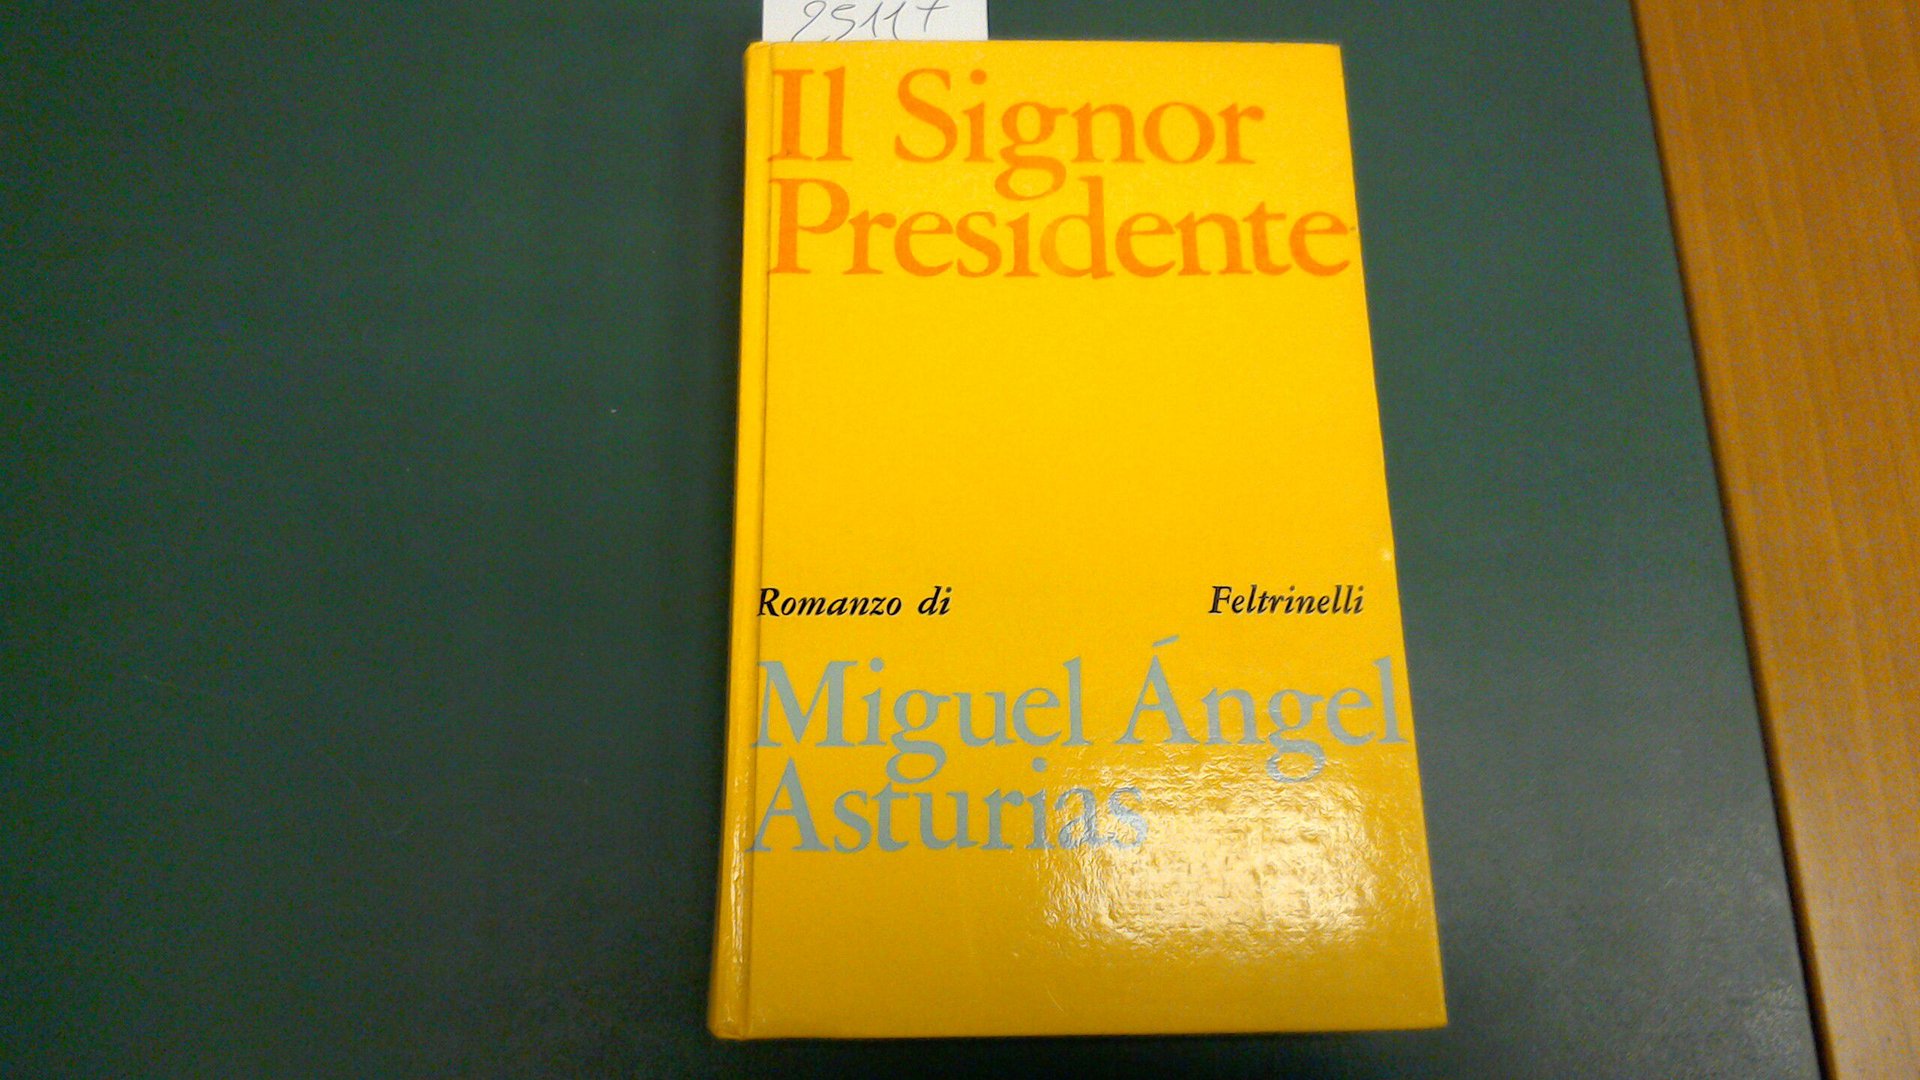 Il Signor
Presidente
Romanzo di Feltrinelli
Miguel Ángel
Asturias